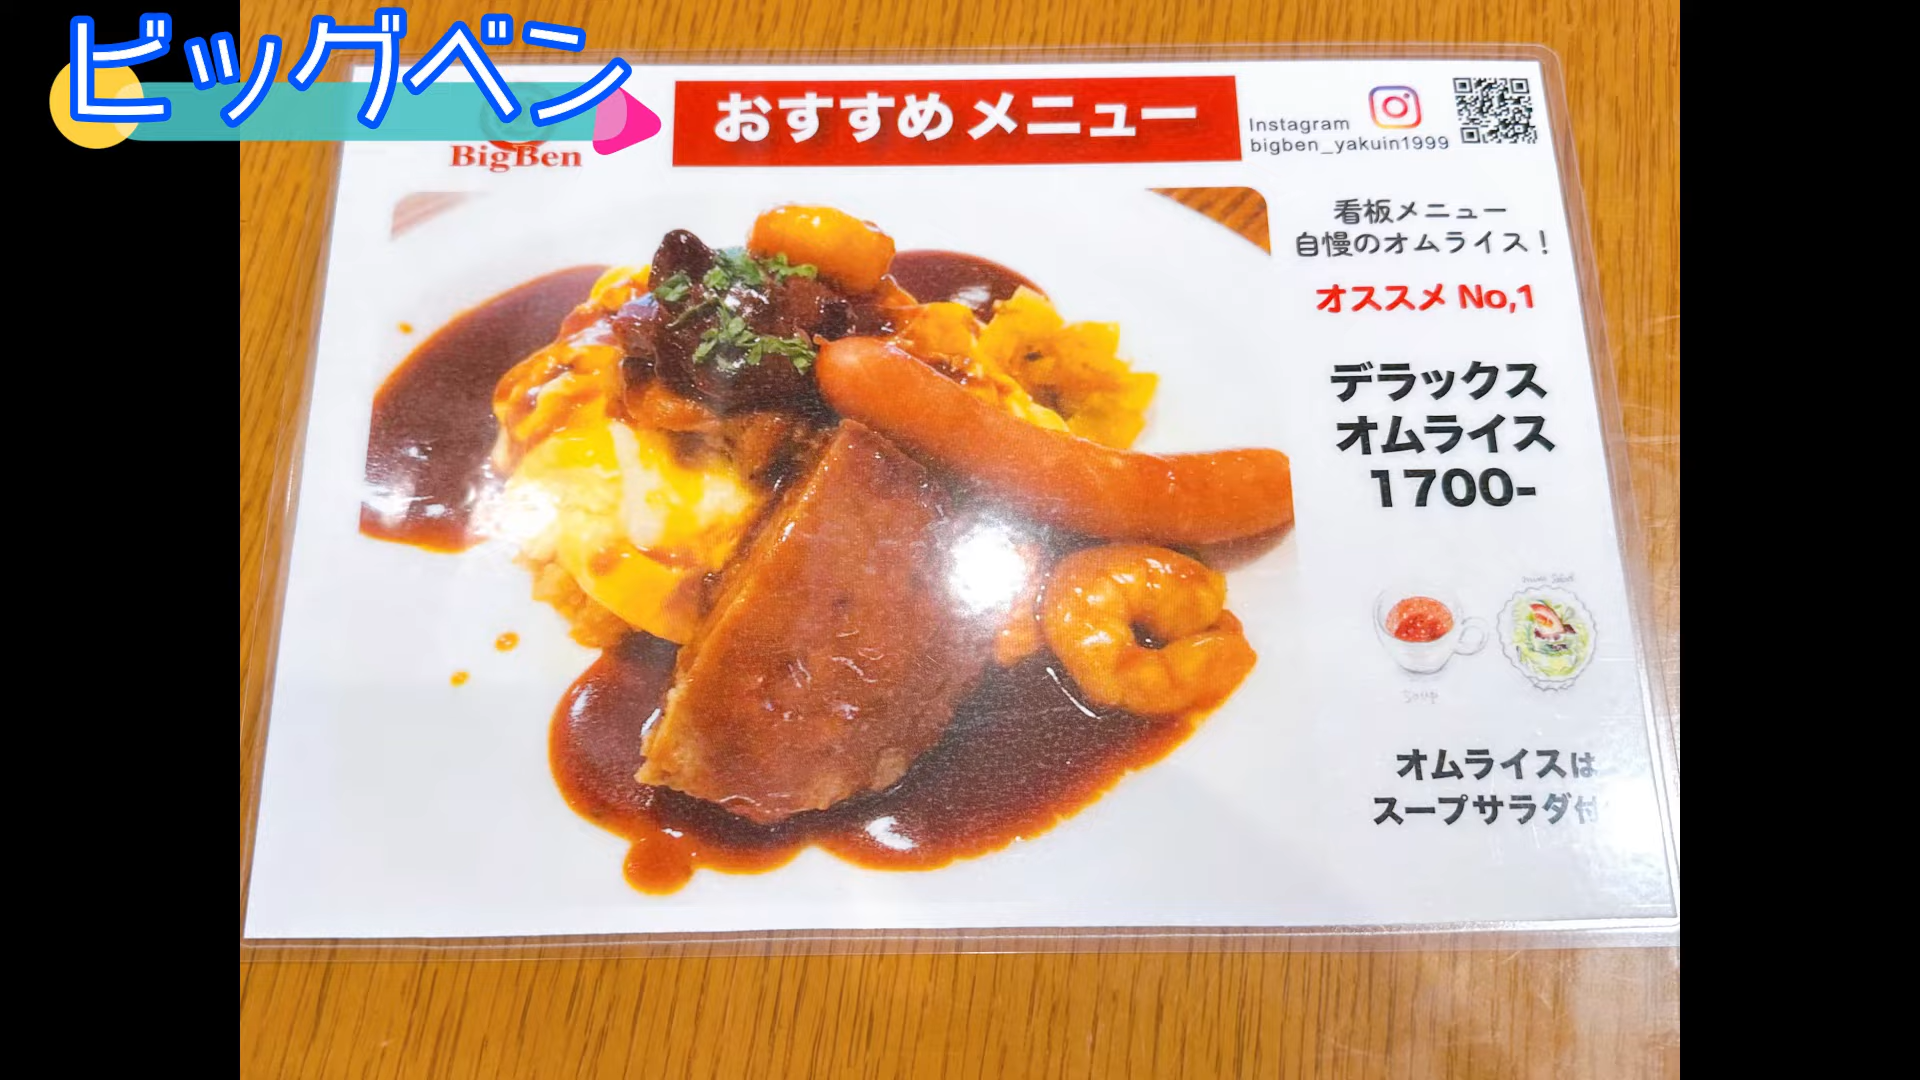 ビッグベン
BigBen
おすすめメニュー
Instagram
bigben_yakuin1999
看板メニュー
自慢のオムライス!
オススメ No,1
デラックス
オムライス
1700-
soup
オムライスは
スープサラダ付